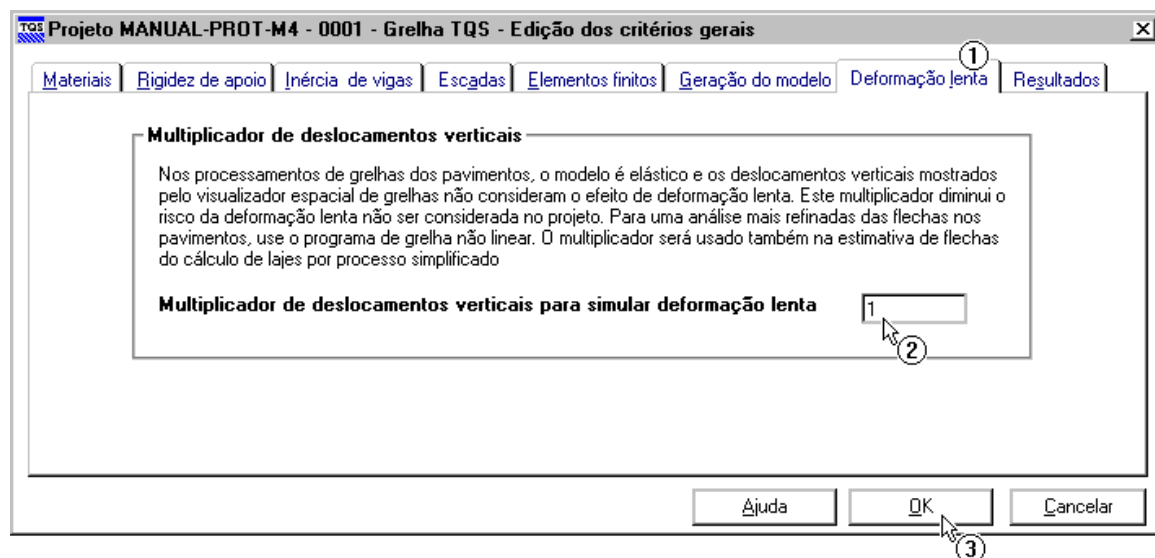 TQS Projeto MANUAL-PROT-M4 - 0001 - Grelha TQS - Edição dos critérios gerais
1
Materiais Rigidez de apoio Inércia de vigas Escadas Elementos finitos Geração do modelo Deformação lenta Resultados
Multiplicador de deslocamentos verticais
Nos processamentos de grelhas dos pavimentos, o modelo é elástico e os deslocamentos verticais mostrados
pelo visualizador espacial de grelhas não consideram o efeito de deformação lenta. Este multiplicador diminui o
risco da deformação lenta não ser considerada no projeto. Para uma análise mais refinadas das flechas nos
pavimentos, use o programa de grelha não linear. O multiplicador será usado também na estimativa de flechas
do cálculo de lajes por processo simplificado
Multiplicador de deslocamentos verticais para simular deformação lenta 1
2
Ajuda OK Cancelar
3